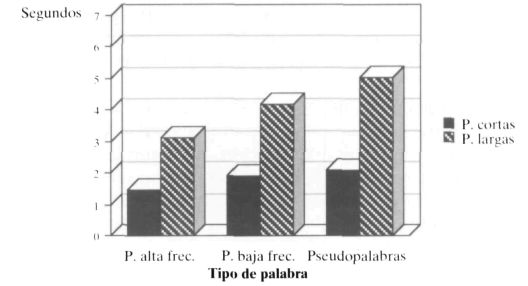 Segundos
7
6
5
4
3
2
1
0
P. cortas
P. largas
P. alta frec.
P. baja frec.
Pseudopalabras
Tipo de palabra